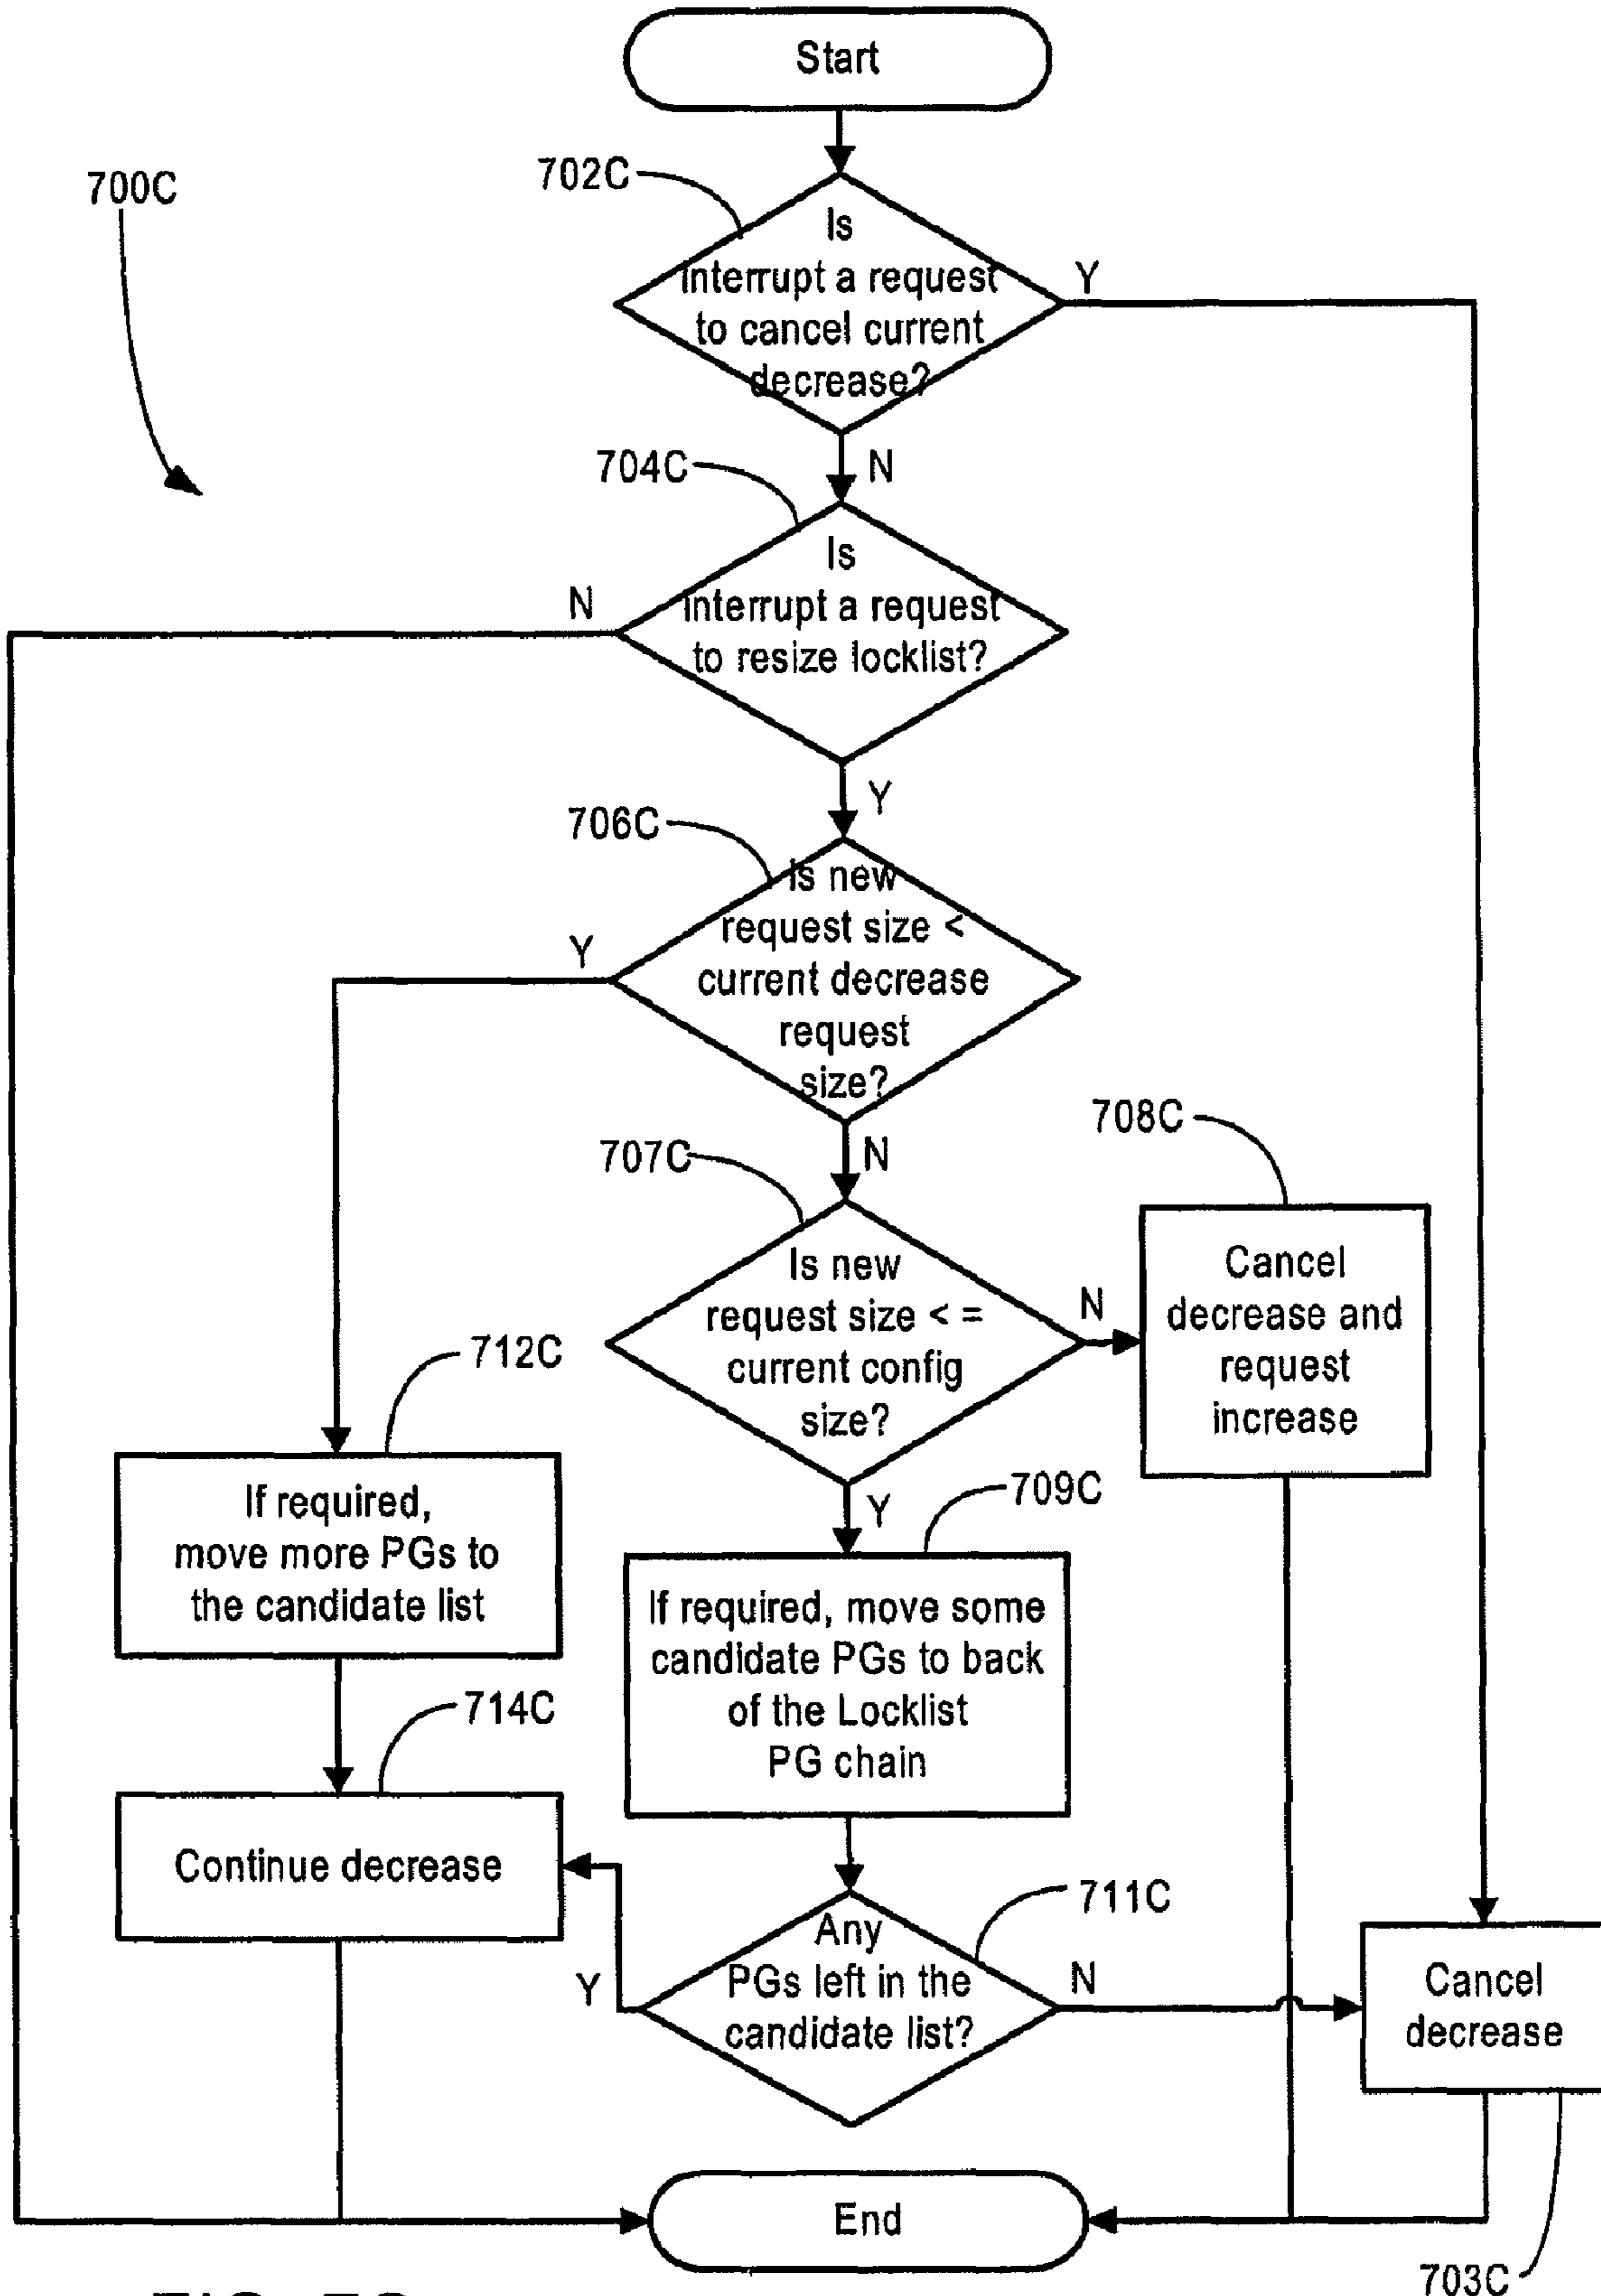 Start
700C
702C
Is
interrupt a request
to cancel current
decrease?
Y
N
704C
Is
interrupt a request
to resize locklist?
N
Y
706C
Is new
request size <
current decrease
request
size?
Y
N
707C
Is new
request size < =
current config
size?
N
Y
708C
Cancel
decrease and
request
increase
712C
If required,
move more PGs to
the candidate list
709C
If required, move some
candidate PGs to back
of the Locklist
PG chain
714C
Continue decrease
711C
Any
PGs left in the
candidate list?
Y
N
Cancel
decrease
703C
End